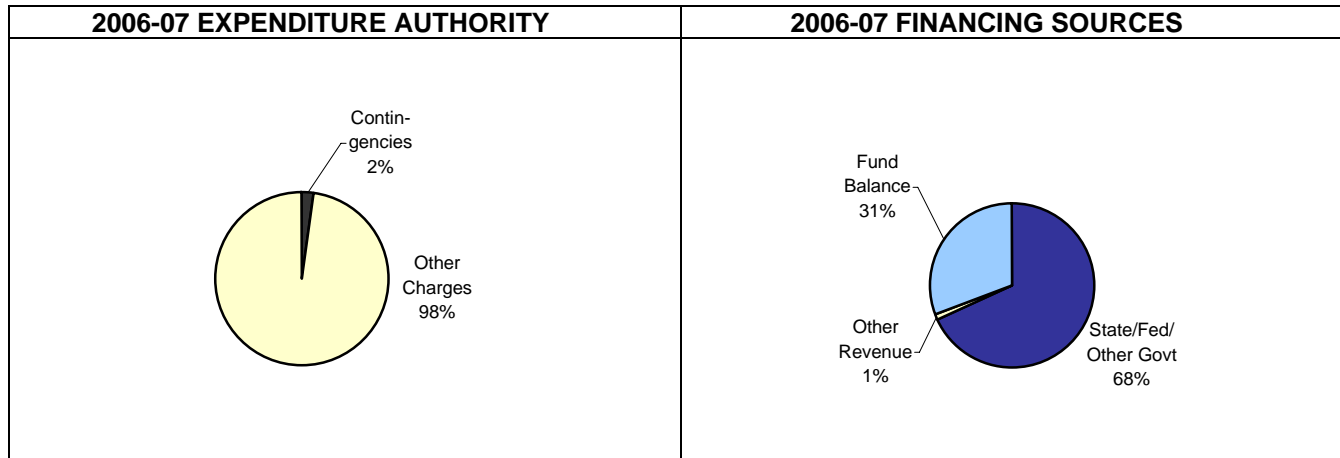 2006-07 EXPENDITURE AUTHORITY
Contin-
gencies
2%
Other
Charges
98%
2006-07 FINANCING SOURCES
Fund
Balance
31%
Other
Revenue
1%
State/Fed/
Other Govt
68%